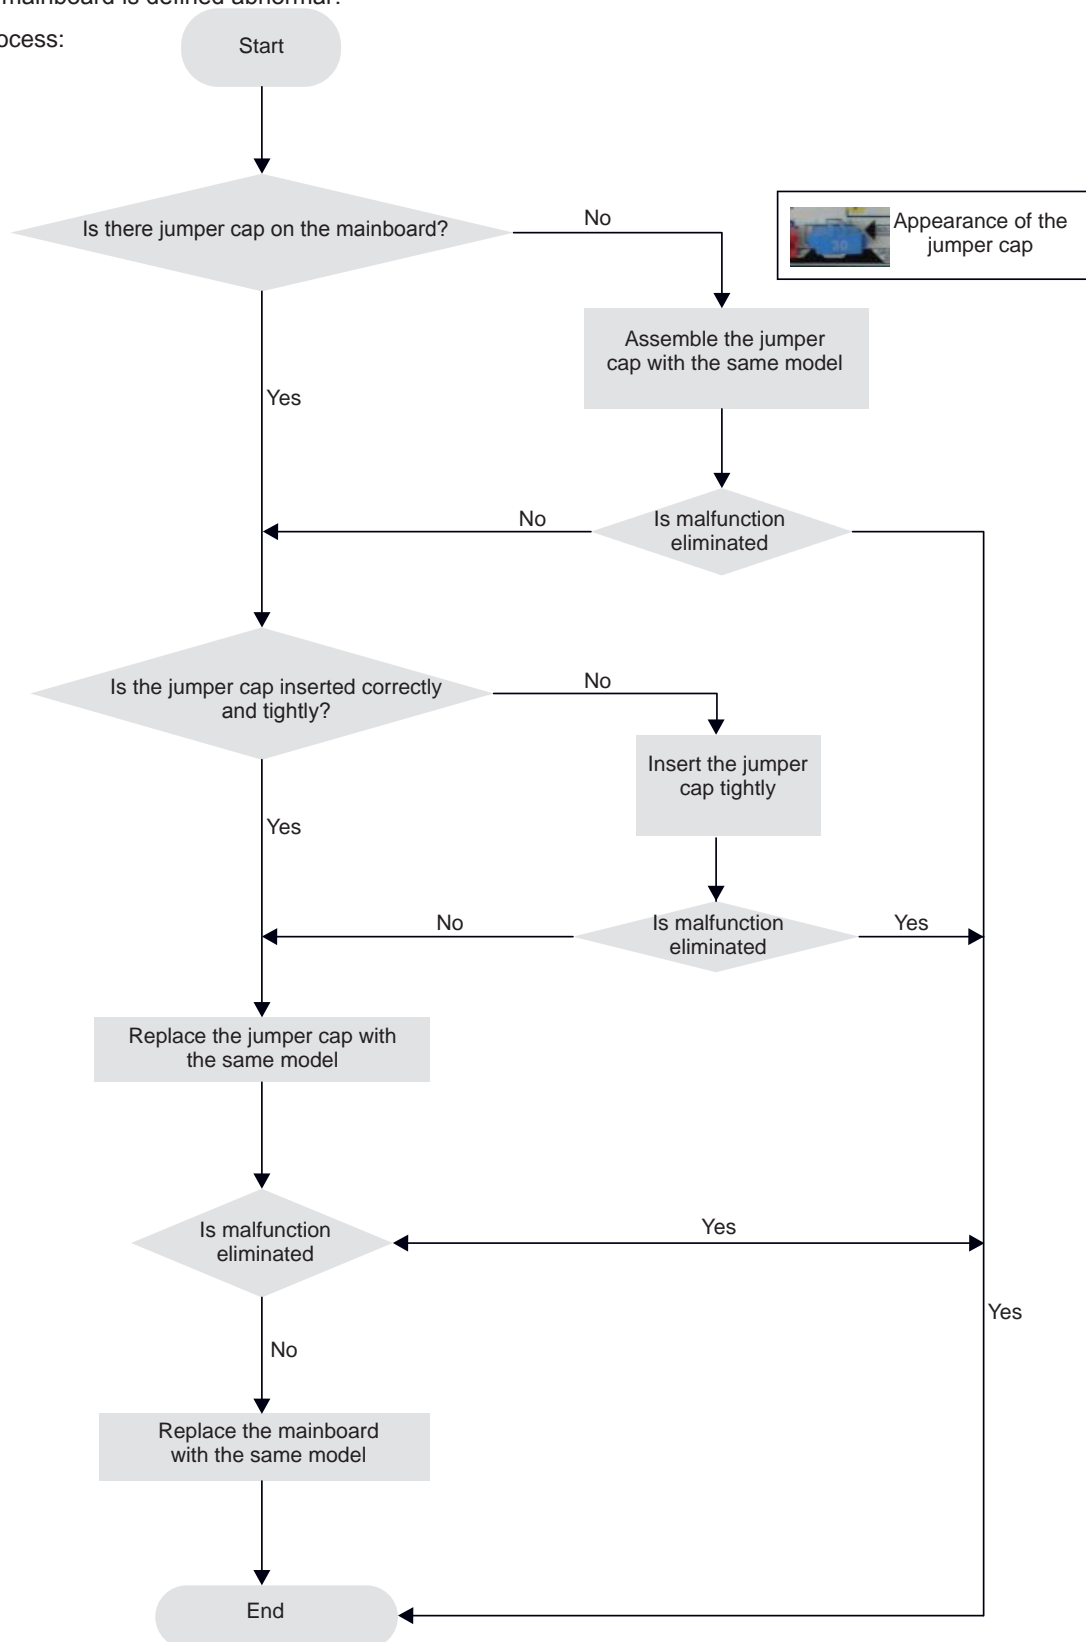 mainboard is defined abnormal.
ocess:
Start
Is there jumper cap on the mainboard?
No
Appearance of the
jumper cap
30
Assemble the jumper
cap with the same model
Yes
No
Is malfunction
eliminated
Is the jumper cap inserted correctly
and tightly?
No
Insert the jumper
cap tightly
Yes
No
Is malfunction
eliminated
Yes
Replace the jumper cap with
the same model
Is malfunction
eliminated
Yes
Yes
No
Replace the mainboard
with the same model
End